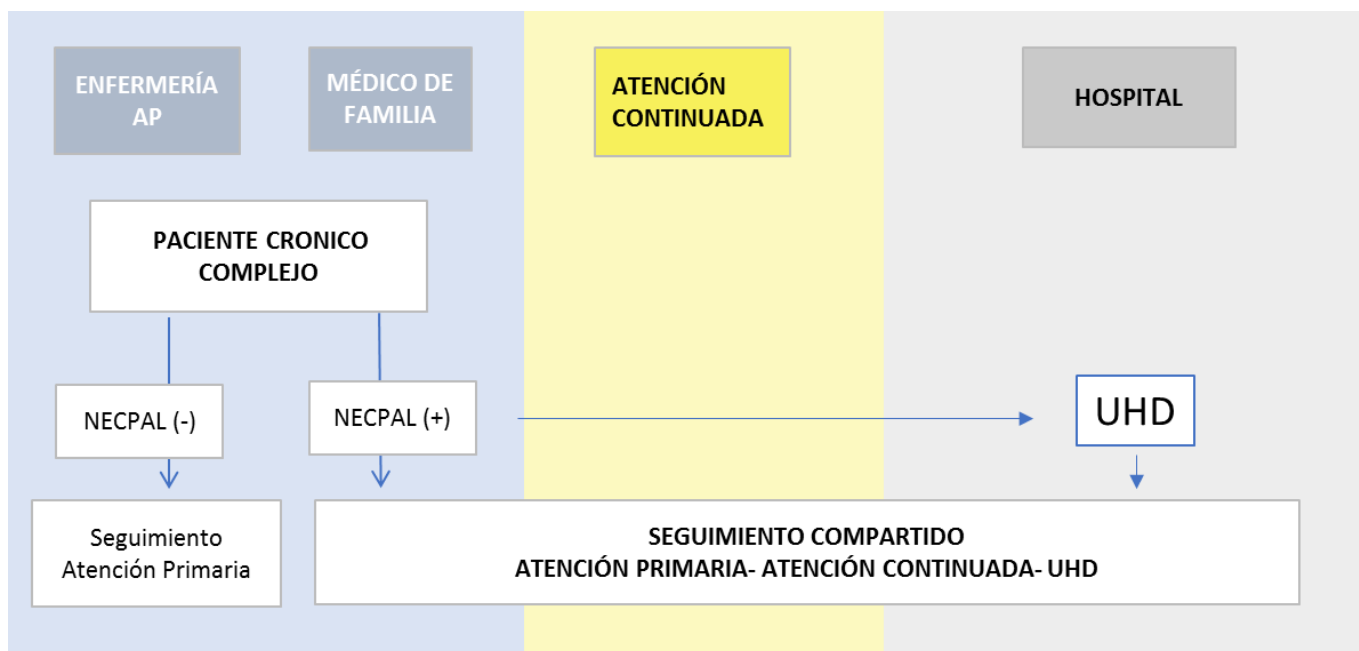 ENFERMERÍA
AP
MÉDICO DE
FAMILIA
ATENCIÓN
CONTINUADA
HOSPITAL
PACIENTE CRONICO
COMPLEJO
NECPAL (-)
NECPAL (+)
UHD
Seguimiento
Atención Primaria
SEGUIMIENTO COMPARTIDO
ATENCIÓN PRIMARIA- ATENCIÓN CONTINUADA- UHD